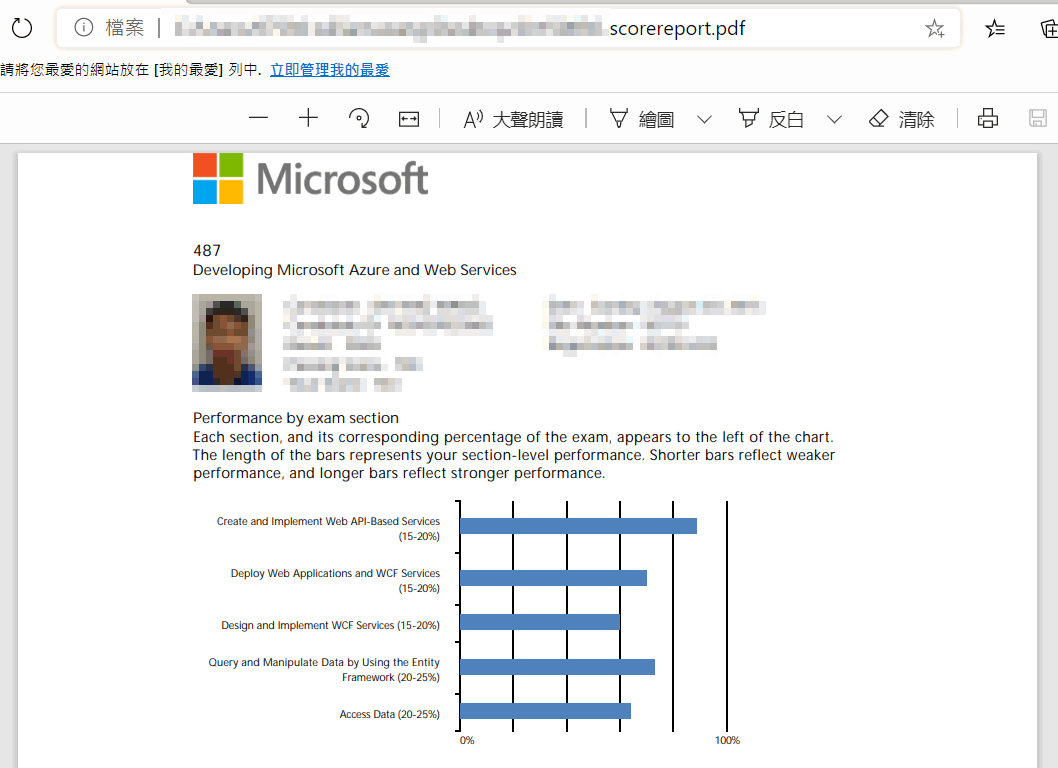 檔案 scorereport.pdf
請將您最愛的網站放在 [我的最愛] 列中. 立即管理我的最愛
大聲朗讀 繪圖 反白 清除
Microsoft
487
Developing Microsoft Azure and Web Services
Performance by exam section
Each section, and its corresponding percentage of the exam, appears to the left of the chart.
The length of the bars represents your section-level performance. Shorter bars reflect weaker
performance, and longer bars reflect stronger performance.
Create and Implement Web API-Based Services
(15-20%)
Deploy Web Applications and WCF Services
(15-20%)
Design and Implement WCF Services (15-20%)
Query and Manipulate Data by Using the Entity
Framework (20-25%)
Access Data (20-25%)
0% 100%